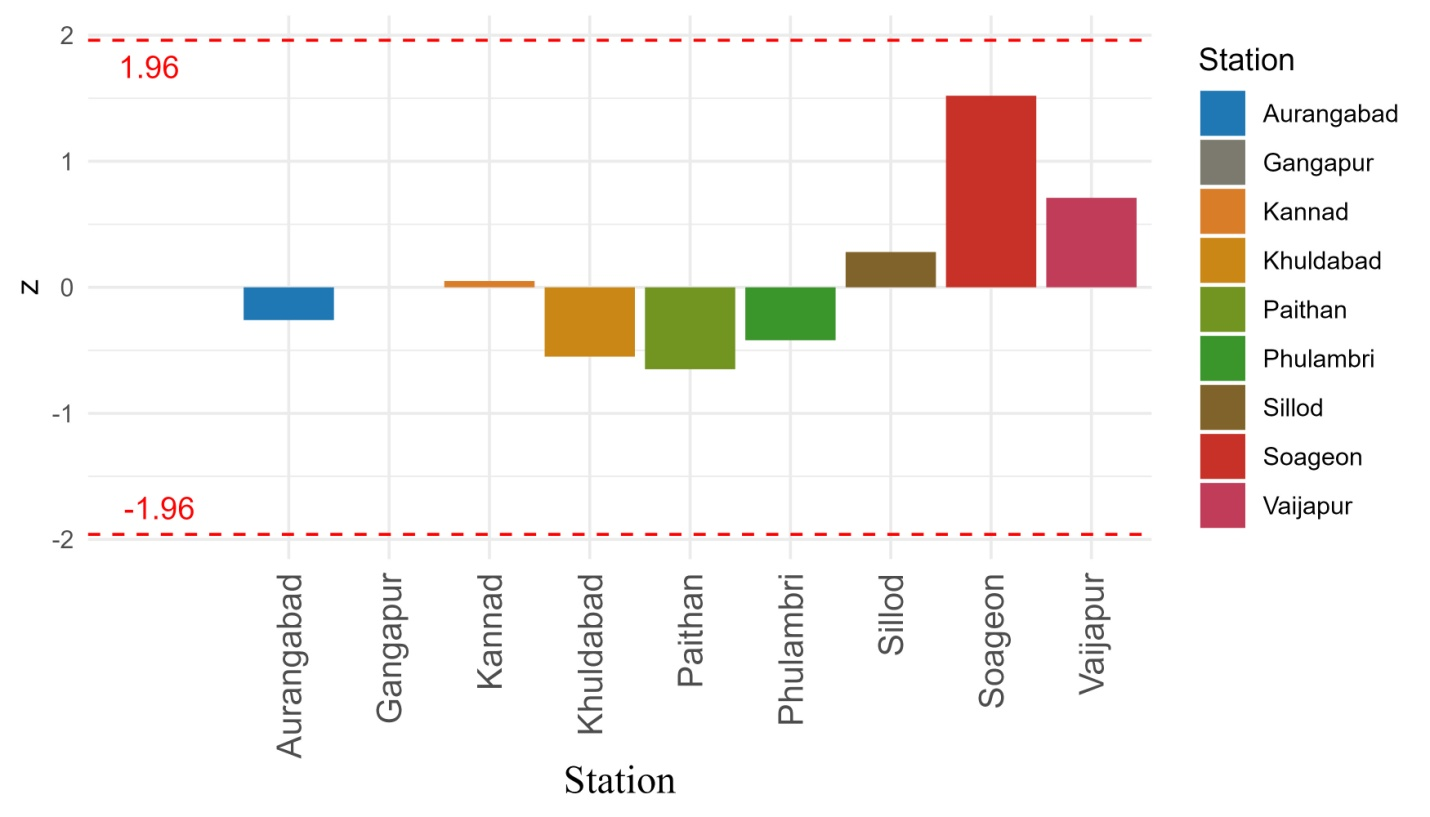 2
1.96
1
0
-1
-1.96
-2
z
Aurangabad
Gangapur
Kannad
Khuldabad
Paithan
Phulambri
Sillod
Soageon
Vaijapur
Station
Station
Aurangabad
Gangapur
Kannad
Khuldabad
Paithan
Phulambri
Sillod
Soageon
Vaijapur